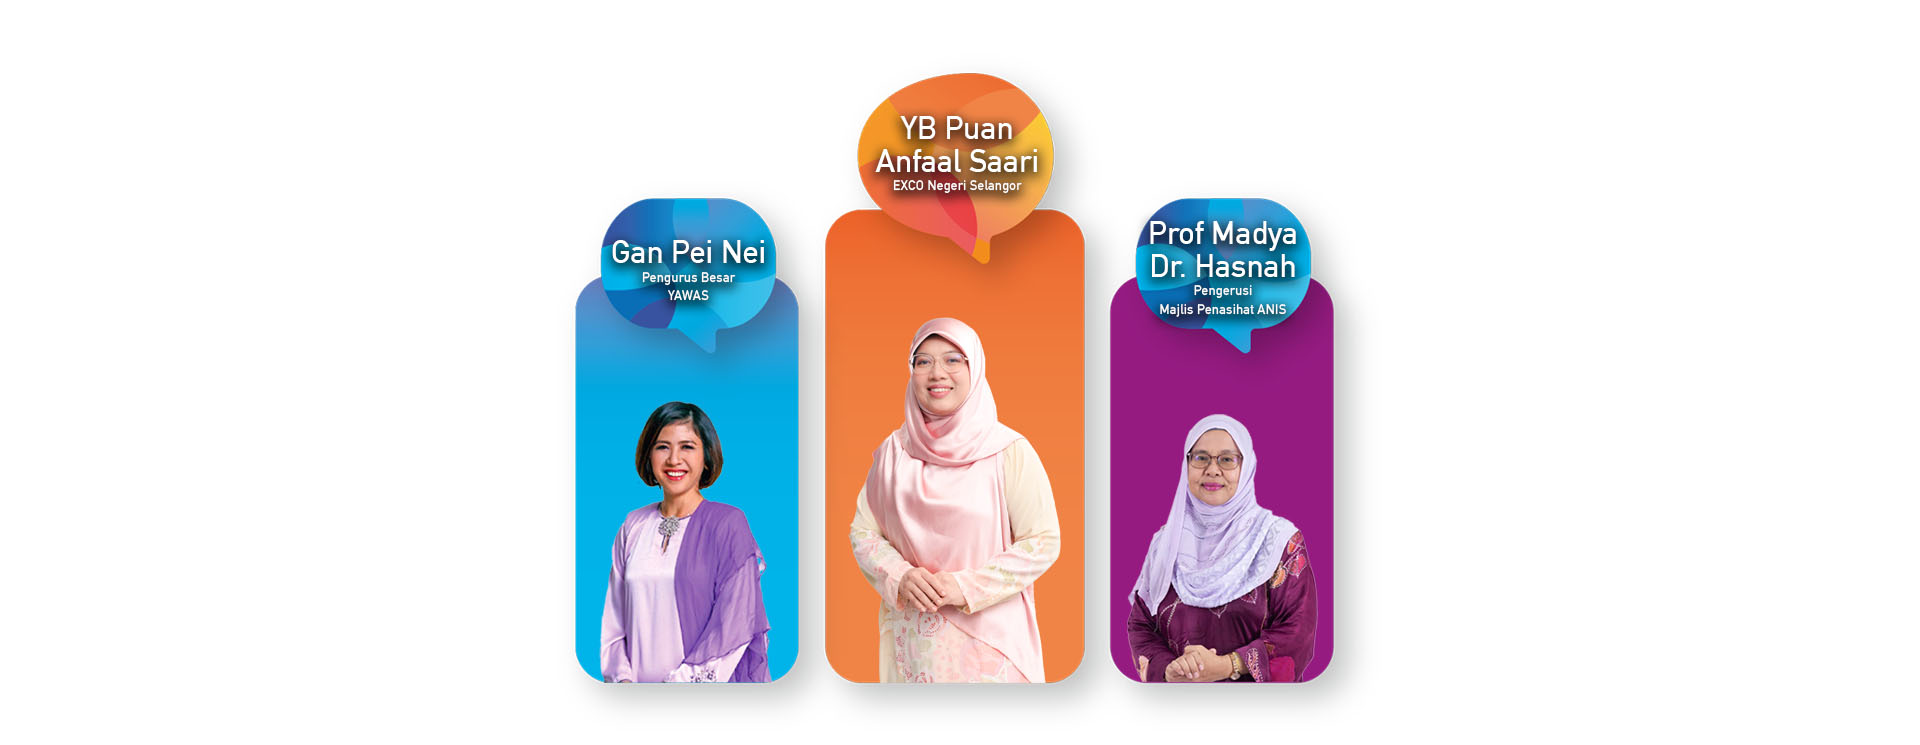 Gan Pei Nei
Pengurus Besar
YAWAS
YB Puan
Anfaal Saari
EXCO Negeri Selangor
Prof Madya
Dr. Hasnah
Pengerusi
Majlis Penasihat ANIS